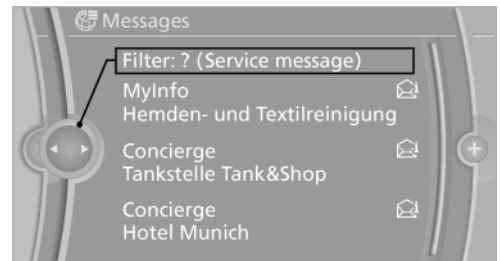 Messages
Filter: ? (Service message)
MyInfo
Hemden- und Textilreinigung
Concierge
Tankstelle Tank&Shop
Concierge
Hotel Munich